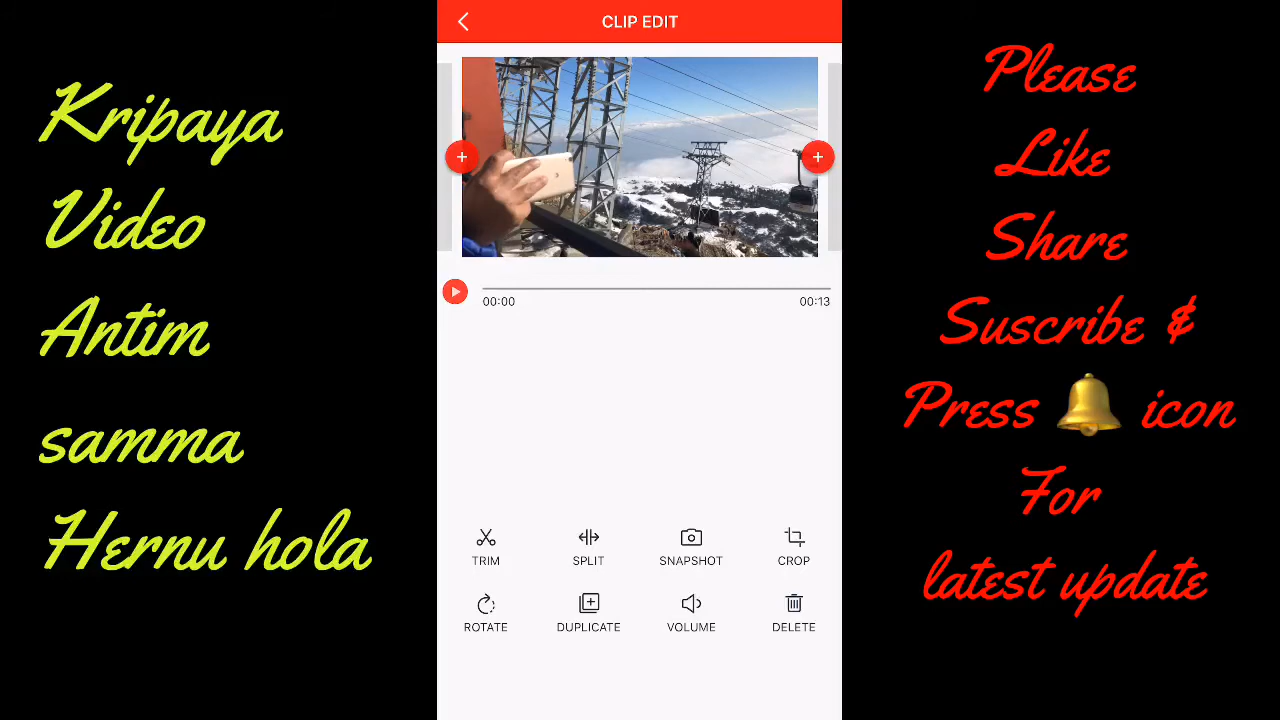 Kripaya
Video
Antim
samma
Hernu hola
CLIP EDIT
00:00
00:13
TRIM
SPLIT
SNAPSHOT
CROP
ROTATE
DUPLICATE
VOLUME
DELETE
Please
Like
Share
Suscribe &
Press 🔔 icon
For
latest update